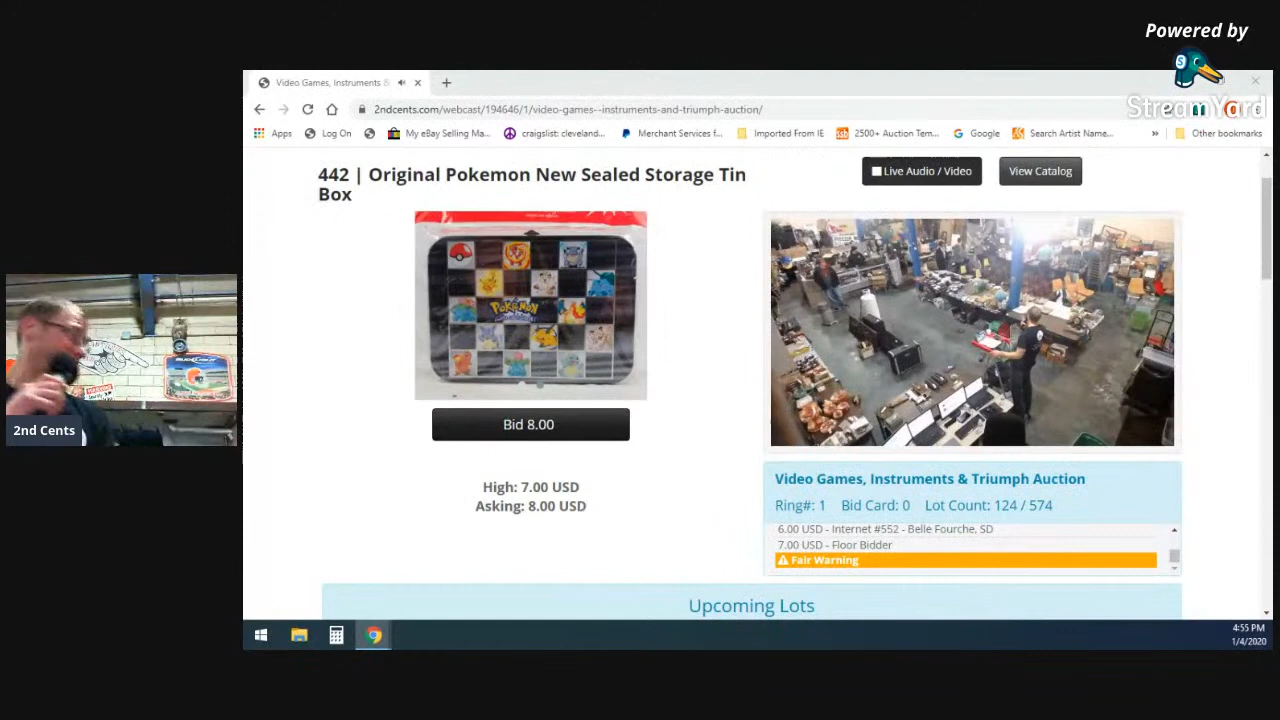 Powered by
StreamYard
Video Games, Instruments &
2ndcents.com/webcast/194646/1/video-games--instruments-and-triumph-auction/
Apps
Log On
My eBay Selling Ma...
craigslist: cleveland...
Merchant Services f...
Imported From IE
2500+ Auction Tem...
Google
Search Artist Name...
»
Other bookmarks
442 | Original Pokemon New Sealed Storage Tin
Box
Live Audio / Video
View Catalog
POKéMON
Bid 8.00
High: 7.00 USD
Asking: 8.00 USD
Video Games, Instruments & Triumph Auction
Ring#: 1 Bid Card: 0 Lot Count: 124 / 574
6.00 USD - Internet #552 - Belle Fourche, SD
7.00 USD - Floor Bidder
Fair Warning
Upcoming Lots
2nd Cents
4:55 PM
1/4/2020